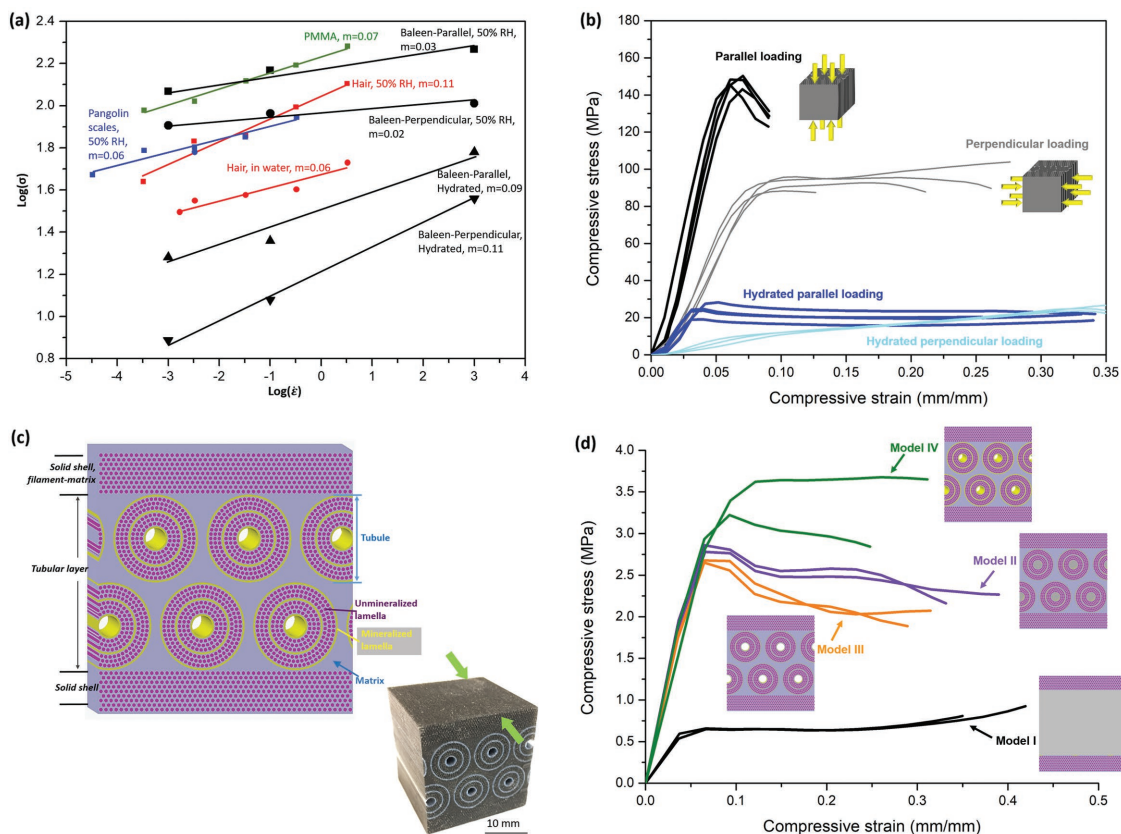 (a)
2.4
2.2
2.0
1.8
1.6
1.4
1.2
1.0
0.8
Log(σ)
-5
-4
-3
-2
-1
0
1
2
3
4
Log(ε̇)
PMMA, m=0.07
Baleen-Parallel, 50% RH,
m=0.03
Hair, 50% RH, m=0.11
Pangolin
scales,
50% RH,
m=0.06
Baleen-Perpendicular, 50% RH,
m=0.02
Hair, in water, m=0.06
Baleen-Parallel,
Hydrated, m=0.09
Baleen-Perpendicular,
Hydrated, m=0.11
(b)
180
160
140
120
100
80
60
40
20
0
Compressive stress (MPa)
Parallel loading
Perpendicular loading
Hydrated parallel loading
Hydrated perpendicular loading
0.00
0.05
0.10
0.15
0.20
0.25
0.30
0.35
Compressive strain (mm/mm)
(c)
Solid shell,
filament-matrix
Tubular layer
Solid shell
Tubule
Unmineralized
lamella
Mineralized
lamella
Matrix
10 mm
(d)
4.0
3.5
3.0
2.5
2.0
1.5
1.0
0.5
0.0
Compressive stress (MPa)
Model IV
Model II
Model III
Model I
0.0
0.1
0.2
0.3
0.4
0.5
Compressive strain (mm/mm)